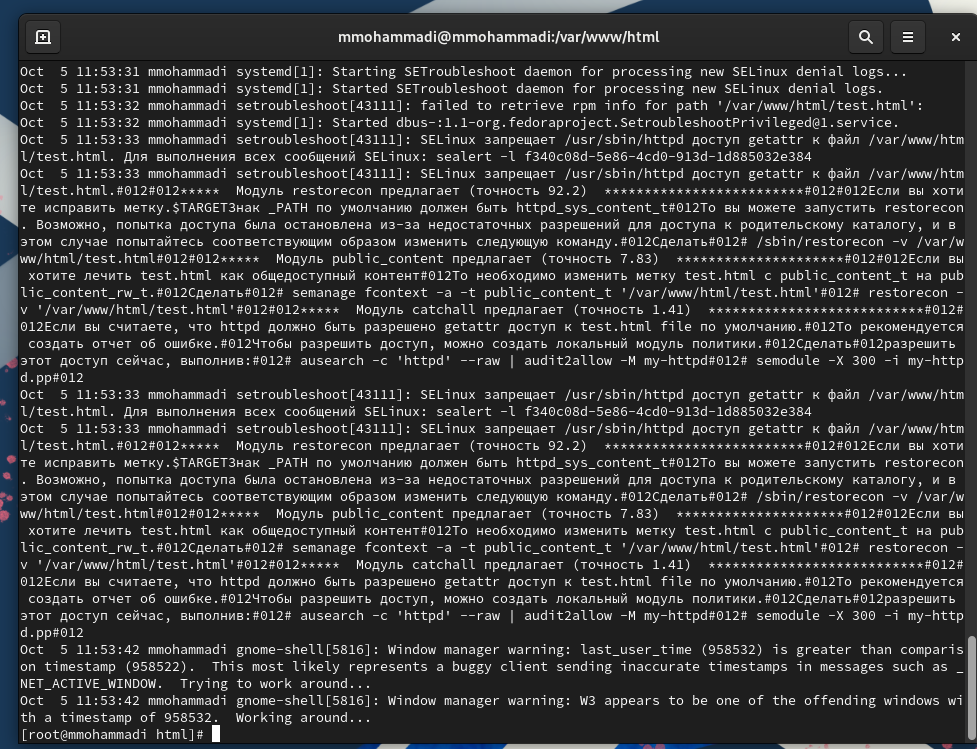 mmohammadi@mmohammadi:/var/www/html
Oct  5 11:53:31 mmohammadi systemd[1]: Starting SETroubleshoot daemon for processing new SELinux denial logs...
Oct  5 11:53:31 mmohammadi systemd[1]: Started SETroubleshoot daemon for processing new SELinux denial logs.
Oct  5 11:53:32 mmohammadi setroubleshoot[43111]: failed to retrieve rpm info for path '/var/www/html/test.html':
Oct  5 11:53:32 mmohammadi systemd[1]: Started dbus-:1.1-org.fedoraproject.SetroubleshootPrivileged@1.service.
Oct  5 11:53:33 mmohammadi setroubleshoot[43111]: SELinux запрещает /usr/sbin/httpd доступ getattr к файл /var/www/htm
l/test.html. Для выполнения всех сообщений SELinux: sealert -l f340c08d-5e86-4cd0-913d-1d885032e384
Oct  5 11:53:33 mmohammadi setroubleshoot[43111]: SELinux запрещает /usr/sbin/httpd доступ getattr к файл /var/www/htm
l/test.html.#012#012*****  Модуль restorecon предлагает (точность 92.2)  *************************#012#012Если вы хоти
те исправить метку.$TARGETЗнак _PATH по умолчанию должен быть httpd_sys_content_t#012То вы можете запустить restorecon
. Возможно, попытка доступа была остановлена из-за недостаточных разрешений для доступа к родительскому каталогу, и в
этом случае попытайтесь соответствующим образом изменить следующую команду.#012Сделать#012# /sbin/restorecon -v /var/w
ww/html/test.html#012#012*****  Модуль public_content предлагает (точность 7.83)  *********************#012#012Если вы
 хотите лечить test.html как общедоступный контент#012То необходимо изменить метку test.html с public_content_t на pub
lic_content_rw_t.#012Сделать#012# semanage fcontext -a -t public_content_t '/var/www/html/test.html'#012# restorecon -
v '/var/www/html/test.html'#012#012*****  Модуль catchall предлагает (точность 1.41)  ***************************#012#
012Если вы считаете, что httpd должно быть разрешено getattr доступ к test.html file по умолчанию.#012То рекомендуется
 создать отчет об ошибке.#012Чтобы разрешить доступ, можно создать локальный модуль политики.#012Сделать#012разрешить
этот доступ сейчас, выполнив:#012# ausearch -c 'httpd' --raw | audit2allow -M my-httpd#012# semodule -X 300 -i my-http
d.pp#012
Oct  5 11:53:33 mmohammadi setroubleshoot[43111]: SELinux запрещает /usr/sbin/httpd доступ getattr к файл /var/www/htm
l/test.html. Для выполнения всех сообщений SELinux: sealert -l f340c08d-5e86-4cd0-913d-1d885032e384
Oct  5 11:53:33 mmohammadi setroubleshoot[43111]: SELinux запрещает /usr/sbin/httpd доступ getattr к файл /var/www/htm
l/test.html.#012#012*****  Модуль restorecon предлагает (точность 92.2)  *************************#012#012Если вы хоти
те исправить метку.$TARGETЗнак _PATH по умолчанию должен быть httpd_sys_content_t#012То вы можете запустить restorecon
. Возможно, попытка доступа была остановлена из-за недостаточных разрешений для доступа к родительскому каталогу, и в
этом случае попытайтесь соответствующим образом изменить следующую команду.#012Сделать#012# /sbin/restorecon -v /var/w
ww/html/test.html#012#012*****  Модуль public_content предлагает (точность 7.83)  *********************#012#012Если вы
 хотите лечить test.html как общедоступный контент#012То необходимо изменить метку test.html с public_content_t на pub
lic_content_rw_t.#012Сделать#012# semanage fcontext -a -t public_content_t '/var/www/html/test.html'#012# restorecon -
v '/var/www/html/test.html'#012#012*****  Модуль catchall предлагает (точность 1.41)  ***************************#012#
012Если вы считаете, что httpd должно быть разрешено getattr доступ к test.html file по умолчанию.#012То рекомендуется
 создать отчет об ошибке.#012Чтобы разрешить доступ, можно создать локальный модуль политики.#012Сделать#012разрешить
этот доступ сейчас, выполнив:#012# ausearch -c 'httpd' --raw | audit2allow -M my-httpd#012# semodule -X 300 -i my-http
d.pp#012
Oct  5 11:53:42 mmohammadi gnome-shell[5816]: Window manager warning: last_user_time (958532) is greater than comparis
on timestamp (958522).  This most likely represents a buggy client sending inaccurate timestamps in messages such as _
NET_ACTIVE_WINDOW.  Trying to work around...
Oct  5 11:53:42 mmohammadi gnome-shell[5816]: Window manager warning: W3 appears to be one of the offending windows wi
th a timestamp of 958532.  Working around...
[root@mmohammadi html]#